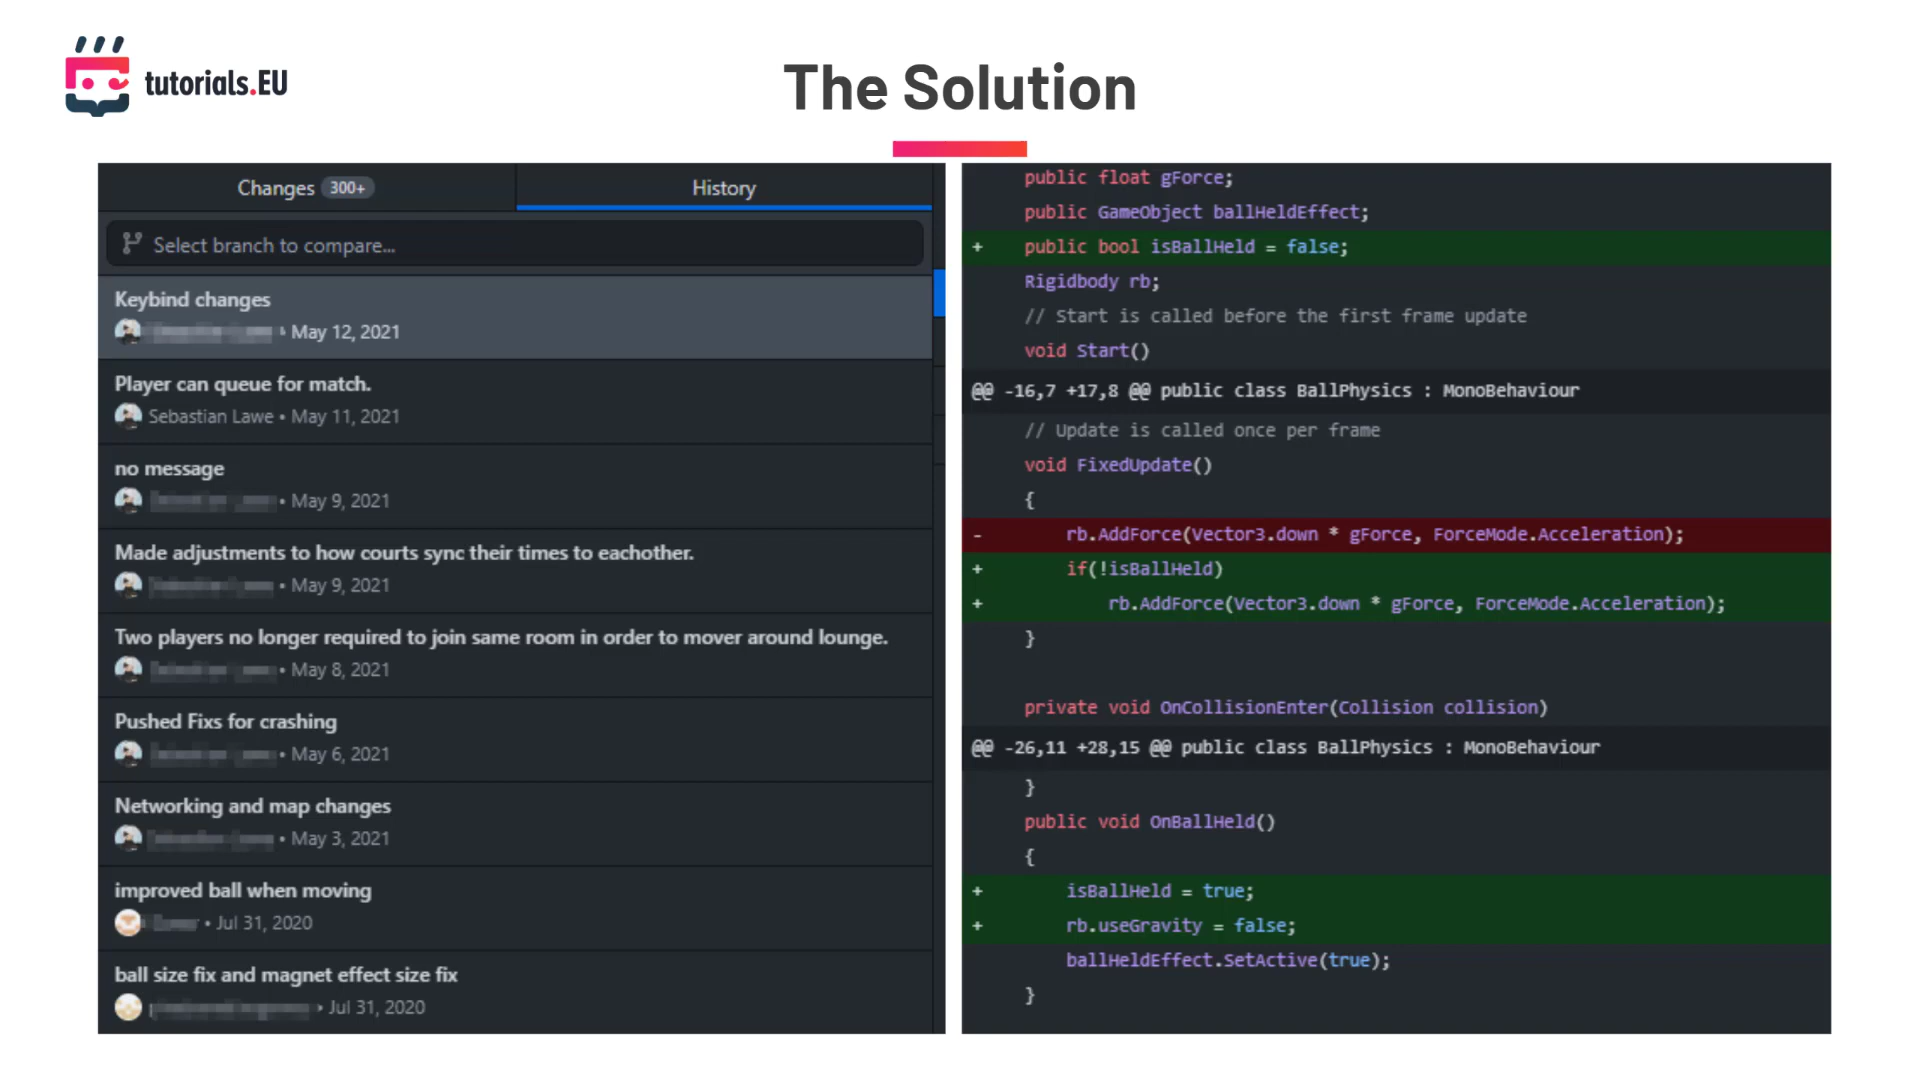 tutorials.EU
The Solution
Changes 300+
History
Select branch to compare...
Keybind changes
• May 12, 2021
Player can queue for match.
Sebastian Lawe • May 11, 2021
no message
• May 9, 2021
Made adjustments to how courts sync their times to eachother.
• May 9, 2021
Two players no longer required to join same room in order to mover around lounge.
• May 8, 2021
Pushed Fixs for crashing
• May 6, 2021
Networking and map changes
• May 3, 2021
improved ball when moving
• Jul 31, 2020
ball size fix and magnet effect size fix
• Jul 31, 2020
public float gForce;
public GameObject ballHeldEffect;
+ public bool isBallHeld = false;
Rigidbody rb;
// Start is called before the first frame update
void Start()
@@ -16,7 +17,8 @@ public class BallPhysics : MonoBehaviour
// Update is called once per frame
void FixedUpdate()
{
- rb.AddForce(Vector3.down * gForce, ForceMode.Acceleration);
+ if(!isBallHeld)
+ rb.AddForce(Vector3.down * gForce, ForceMode.Acceleration);
}
private void OnCollisionEnter(Collision collision)
@@ -26,11 +28,15 @@ public class BallPhysics : MonoBehaviour
}
public void OnBallHeld()
{
+ isBallHeld = true;
+ rb.useGravity = false;
ballHeldEffect.SetActive(true);
}